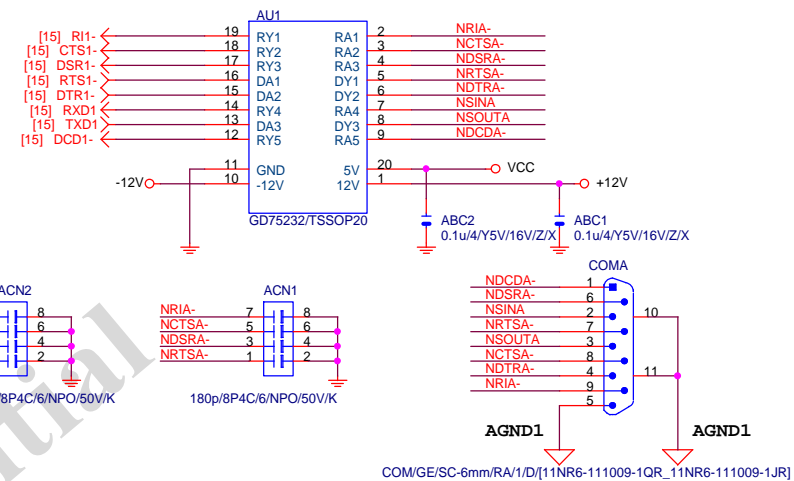 AU1
[15] RI1- 19 RY1 RA1 2 NRIA-
[15] CTS1- 18 RY2 RA2 3 NCTSA-
[15] DSR1- 17 RY3 RA3 4 NDSRA-
[15] RTS1- 16 DA1 DY1 5 NRTSA-
[15] DTR1- 15 DA2 DY2 6 NDTRA-
[15] RXD1 14 RY4 RA4 7 NSINA
[15] TXD1 13 DA3 DY3 8 NSOUTA
[15] DCD1- 12 RY5 RA5 9 NDCDA-
11 GND 5V 20 VCC
-12V 10 -12V 12V 1 +12V
GD75232/TSSOP20
ABC2
0.1u/4/Y5V/16V/Z/X
ABC1
0.1u/4/Y5V/16V/Z/X
ACN2
8
6
4
2
/8P4C/6/NPO/50V/K
ACN1
NRIA- 7 8
NCTSA- 5 6
NDSRA- 3 4
NRTSA- 1 2
180p/8P4C/6/NPO/50V/K
COMA
NDCDA- 1
NDSRA- 6
NSINA 2 10
NRTSA- 7
NSOUTA 3
NCTSA- 8
NDTRA- 4 11
NRIA- 9
5
AGND1 AGND1
COM/GE/SC-6mm/RA/1/D/[11NR6-111009-1QR_11NR6-111009-1JR]
ntial